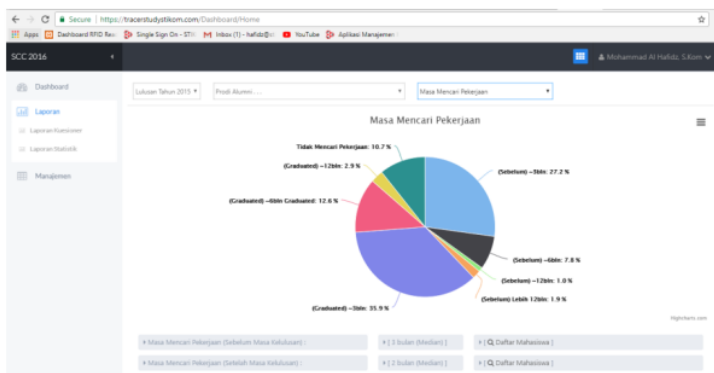 Secure | https://tracerstudystikom.com/Dashboard/Home
Apps Dashboard RFID Rea Single Sign On - STI Inbox (1) - hafidz@st YouTube Aplikasi Manajemen
SCC 2016 Mohammad Al Hafidz, S.Kom
Dashboard
Laporan
Laporan Kuesioner
Laporan Statistik
Manajemen
Lulusan Tahun 2015 Prodi Alumni.... Masa Mencari Pekerjaan
Masa Mencari Pekerjaan
Tidak Mencari Pekerjaan: 10.7 %
(Graduated) ~12bln: 2.9 %
(Sebelum) ~3bln: 27.2 %
(Graduated) ~6bln Graduated: 12.6 %
(Sebelum) ~6bln: 7.8 %
(Sebelum) ~12bln: 1.0 %
(Sebelum) Lebih 12bln: 1.9 %
(Graduated) ~3bln: 35.9 %
Highcharts.com
Masa Mencari Pekerjaan (Sebelum Masa Kelulusan) : [ 3 bulan (Median) ] [ Daftar Mahasiswa ]
Masa Mencari Pekerjaan (Setelah Masa Kelulusan) : [ 2 bulan (Median) ] [ Daftar Mahasiswa ]